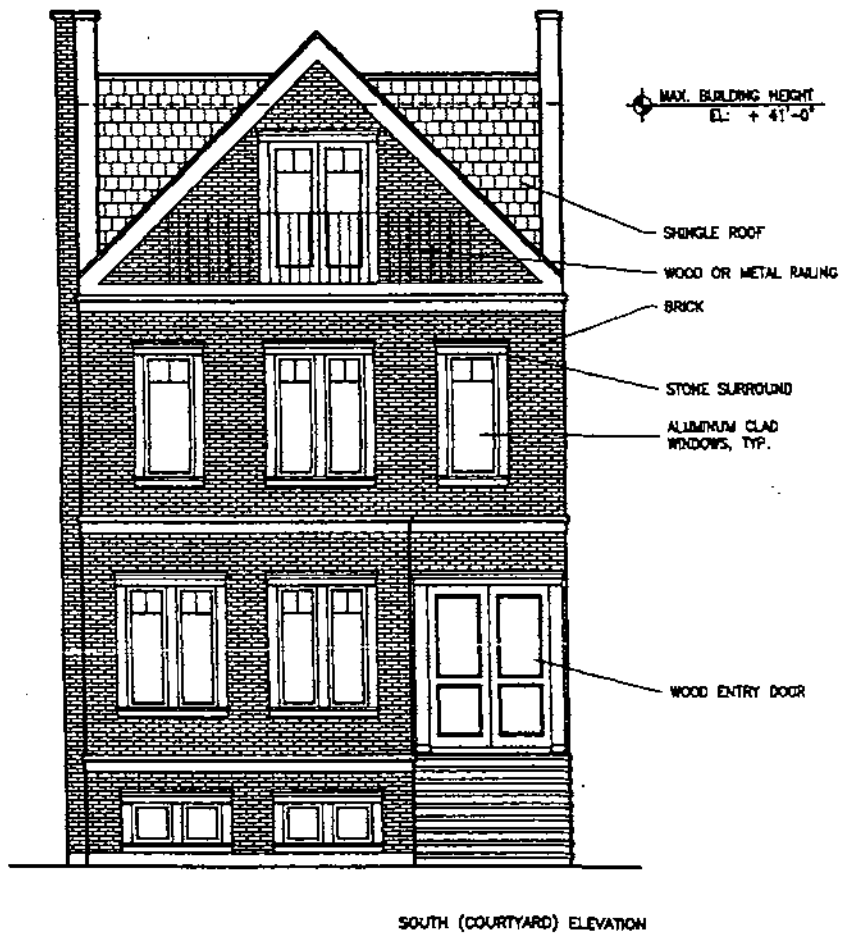 MAX. BUILDING HEIGHT
EL: + 41'-0"
SHINGLE ROOF
WOOD OR METAL RAILING
BRICK
STONE SURROUND
ALUMINUM CLAD
WINDOWS, TYP.
WOOD ENTRY DOOR
SOUTH (COURTYARD) ELEVATION